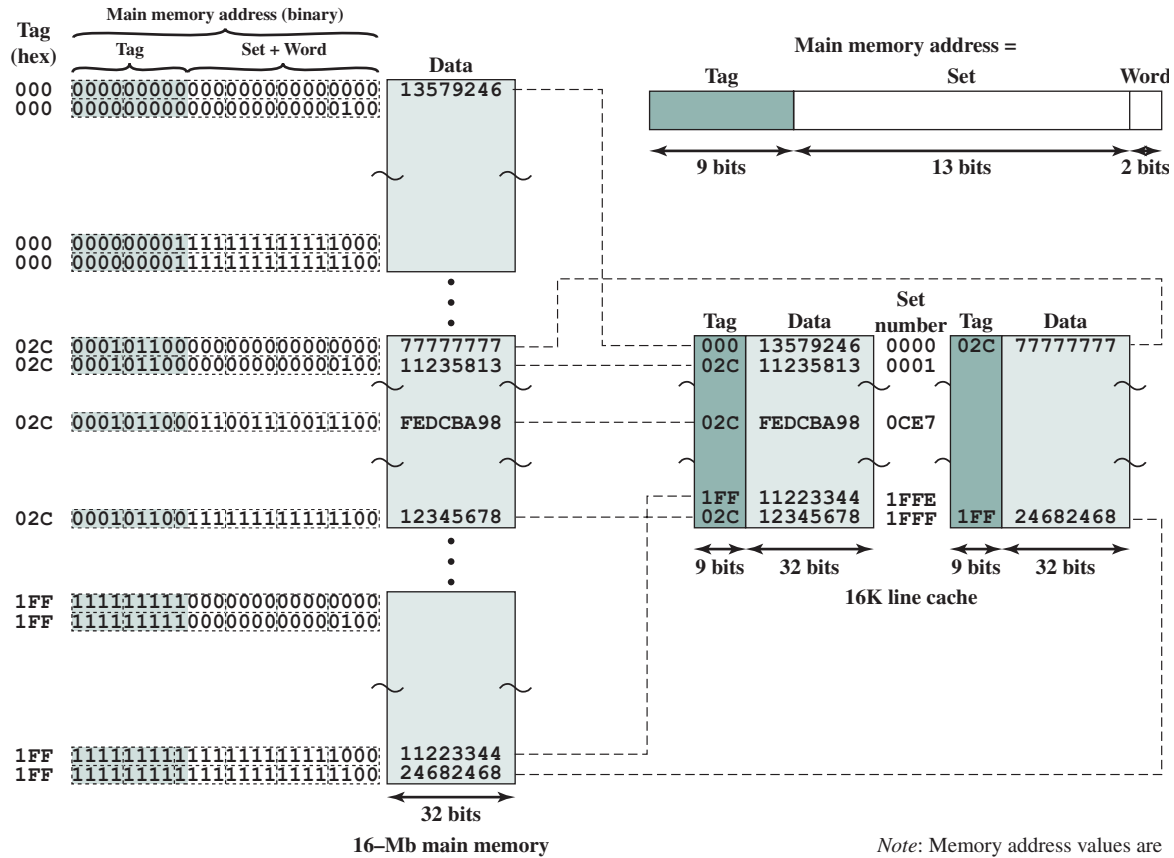 Tag
(hex)
Main memory address (binary)
Tag
Set + Word
Data
000 000000000000000000000000 13579246
000 000000000000000000000100
000 000000001111111111111000
000 000000001111111111111100
02C 000101100000000000000000 77777777
02C 000101100000000000000100 11235813
02C 000101100011001110011100 FEDCBA98
02C 000101100111111111111100 12345678
1FF 111111111000000000000000
1FF 111111111000000000000100
1FF 111111111111111111111000 11223344
1FF 111111111111111111111100 24682468
32 bits
16–Mb main memory
Main memory address =
Tag Set Word
9 bits 13 bits 2 bits
Tag Data Set number Tag Data
000 13579246 0000 02C 77777777
02C 11235813 0001
02C FEDCBA98 0CE7
1FF 11223344 1FFE
02C 12345678 1FFF 1FF 24682468
9 bits 32 bits 9 bits 32 bits
16K line cache
Note: Memory address values are